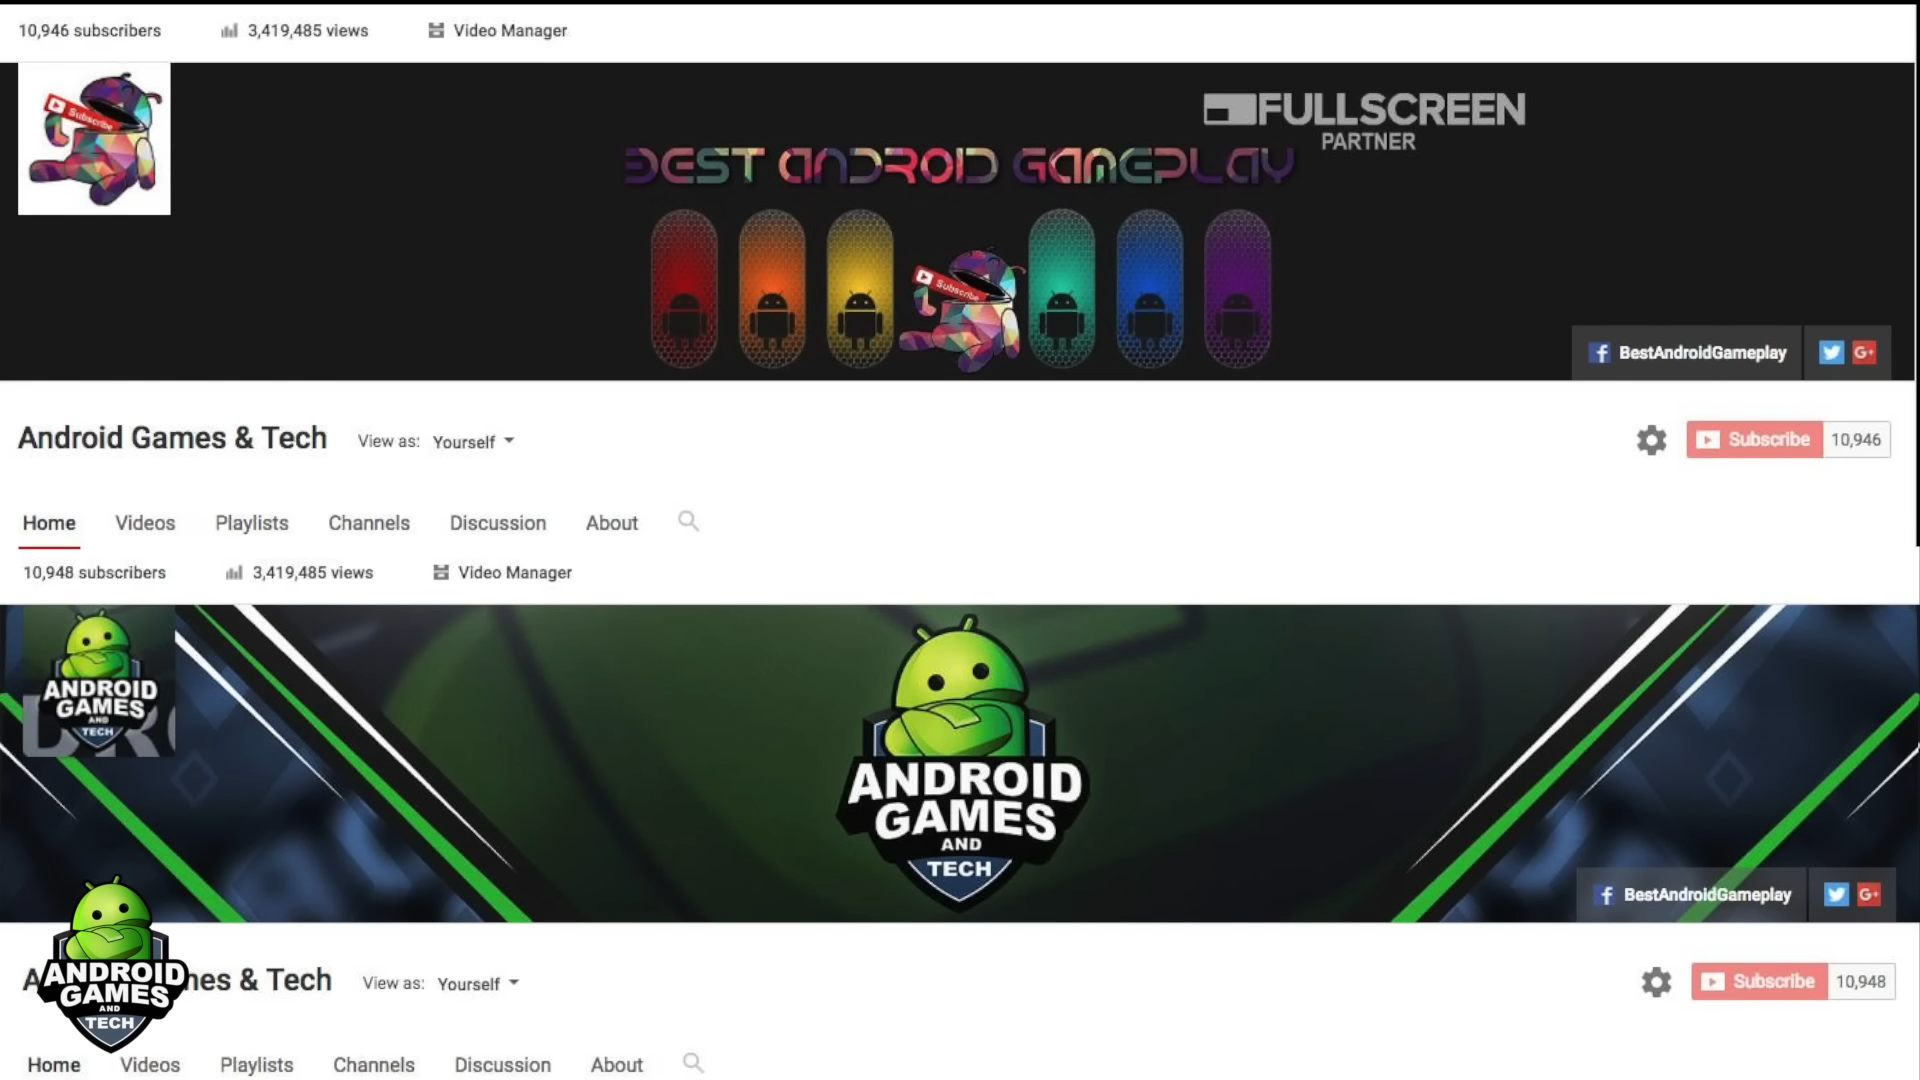 10,946 subscribers 3,419,485 views Video Manager
Subscribe
FULLSCREEN
PARTNER
BEST ANDROID GAMEPLAY
Subscribe
BestAndroidGameplay G+
Android Games & Tech View as: Yourself Subscribe 10,946
Home Videos Playlists Channels Discussion About
10,948 subscribers 3,419,485 views Video Manager
ANDROID
GAMES
AND
TECH
ANDROID
GAMES
AND
TECH
BestAndroidGameplay G+
mes & Tech View as: Yourself Subscribe 10,948
ANDROID
GAMES
AND
TECH
Home Videos Playlists Channels Discussion About